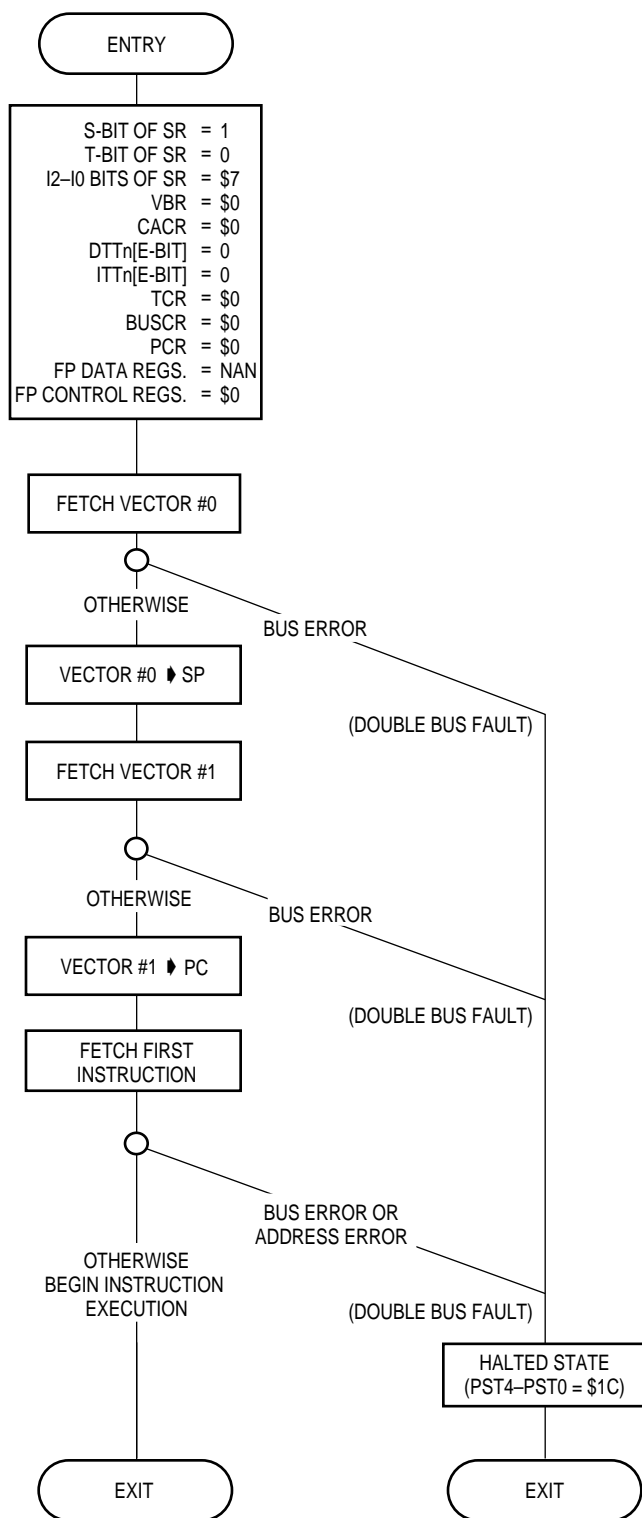 ENTRY
S-BIT OF SR = 1
T-BIT OF SR = 0
I2–I0 BITS OF SR = $7
VBR = $0
CACR = $0
DTTn[E-BIT] = 0
ITTn[E-BIT] = 0
TCR = $0
BUSCR = $0
PCR = $0
FP DATA REGS. = NAN
FP CONTROL REGS. = $0
FETCH VECTOR #0
OTHERWISE
BUS ERROR
VECTOR #0 ➧ SP
(DOUBLE BUS FAULT)
FETCH VECTOR #1
OTHERWISE
BUS ERROR
VECTOR #1 ➧ PC
(DOUBLE BUS FAULT)
FETCH FIRST
INSTRUCTION
BUS ERROR OR
ADDRESS ERROR
OTHERWISE
BEGIN INSTRUCTION
EXECUTION
(DOUBLE BUS FAULT)
HALTED STATE
(PST4–PST0 = $1C)
EXIT
EXIT